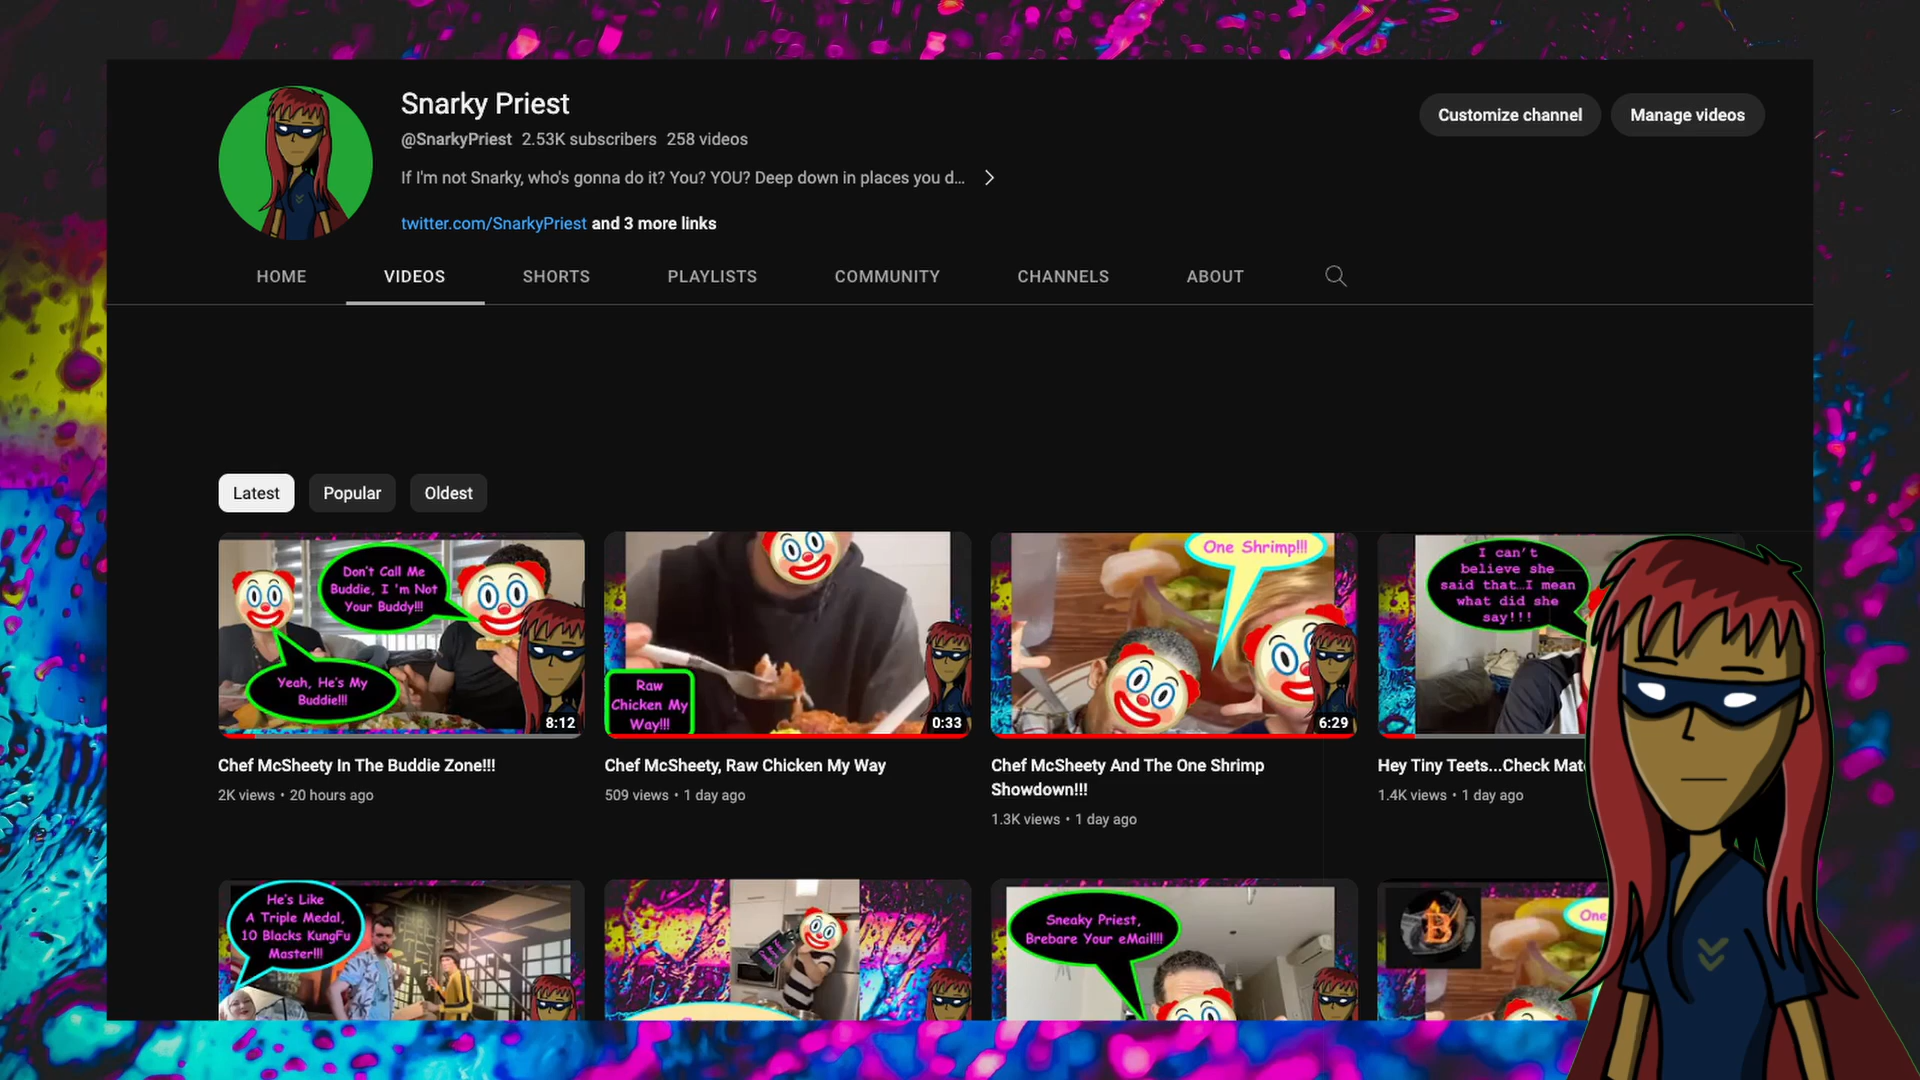 Snarky Priest
@SnarkyPriest 2.53K subscribers 258 videos
If I'm not Snarky, who's gonna do it? You? YOU? Deep down in places you d...
twitter.com/SnarkyPriest and 3 more links
Customize channel
Manage videos
HOME
VIDEOS
SHORTS
PLAYLISTS
COMMUNITY
CHANNELS
ABOUT
Latest
Popular
Oldest
Don't Call Me
Buddie, I 'm Not
Your Buddy!!!
Yeah, He's My
Buddie!!!
8:12
Chef McSheety In The Buddie Zone!!!
2K views • 20 hours ago
Raw
Chicken My
Way!!!
0:33
Chef McSheety, Raw Chicken My Way
509 views • 1 day ago
One Shrimp!!!
6:29
Chef McSheety And The One Shrimp
Showdown!!!
1.3K views • 1 day ago
I can't
believe she
said that...I mean
what did she
say!!!
Hey Tiny Teets...Check Mat
1.4K views • 1 day ago
He's Like
A Triple Medal,
10 Blacks KungFu
Master!!!
Sneaky Priest,
Brebare Your eMail!!!
B
One